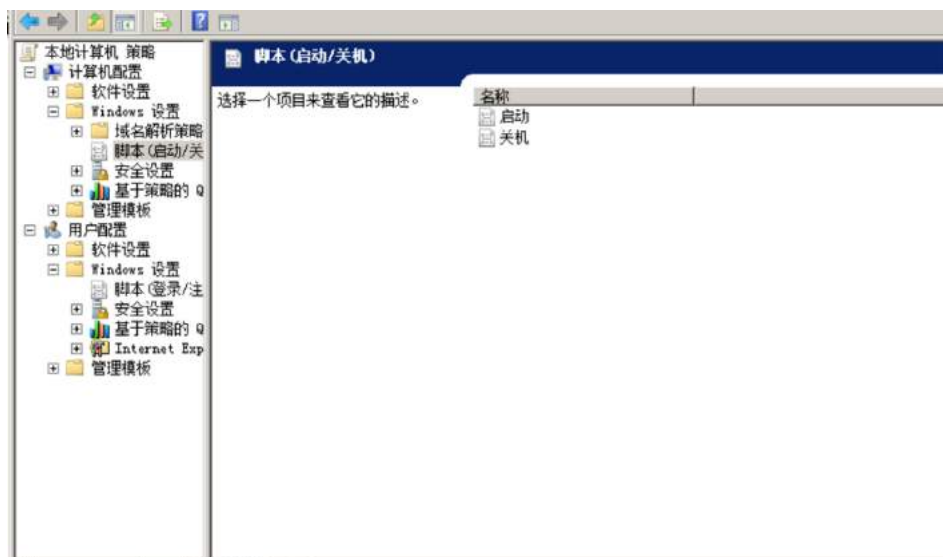 本地计算机 策略
计算机配置
软件设置
Windows 设置
域名解析策略
脚本(启动/关
安全设置
基于策略的 Q
管理模板
用户配置
软件设置
Windows 设置
脚本(登录/注
安全设置
基于策略的 Q
Internet Exp
管理模板
脚本(启动/关机)
选择一个项目来查看它的描述。
名称
启动
关机